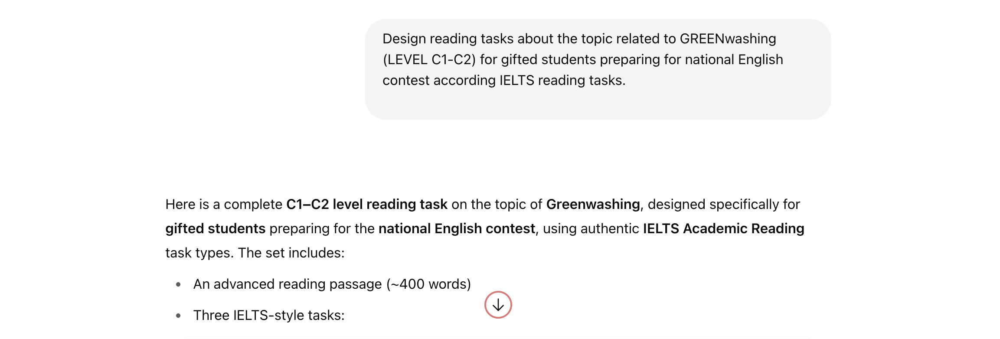 Design reading tasks about the topic related to GREENwashing
(LEVEL C1-C2) for gifted students preparing for national English
contest according IELTS reading tasks.
Here is a complete C1–C2 level reading task on the topic of Greenwashing, designed specifically for
gifted students preparing for the national English contest, using authentic IELTS Academic Reading
task types. The set includes:
• An advanced reading passage (~400 words)
• Three IELTS-style tasks: